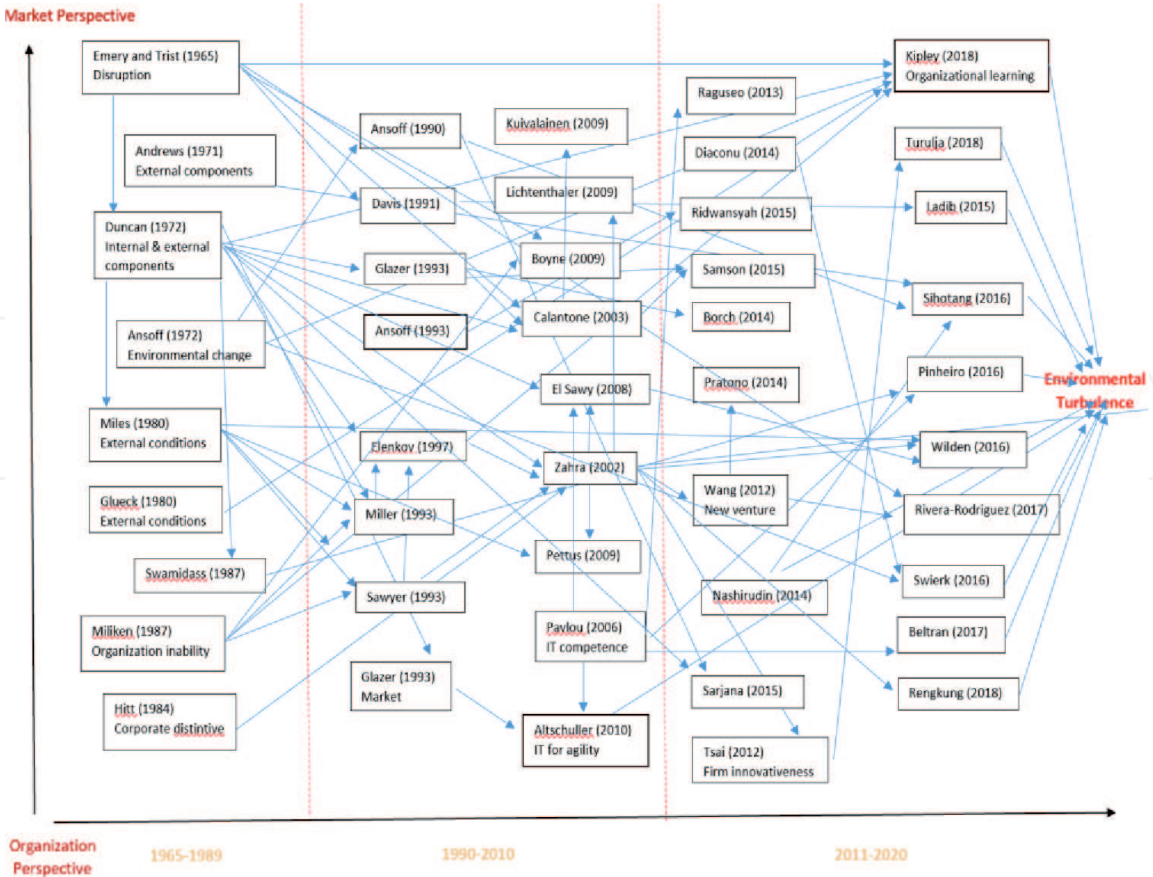 Market Perspective
Emery and Trist (1965)
Disruption
Andrews (1971)
External components
Duncan (1972)
Internal & external
components
Ansoff (1972)
Environmental change
Miles (1980)
External conditions
Glueck (1980)
External conditions
Swamidass (1987)
Miliken (1987)
Organization inability
Hitt (1984)
Corporate distintive
Ansoff (1990)
Davis (1991)
Glazer (1993)
Ansoff (1993)
Elenkov (1997)
Miller (1993)
Sawyer (1993)
Glazer (1993)
Market
Kuivalainen (2009)
Lichtenthaler (2009)
Boyne (2009)
Calantone (2003)
El Sawy (2008)
Zahra (2002)
Pettus (2009)
Pavlou (2006)
IT competence
Altschuller (2010)
IT for agility
Raguseo (2013)
Diaconu (2014)
Ridwansyah (2015)
Samson (2015)
Borch (2014)
Pratono (2014)
Wang (2012)
New venture
Nashirudin (2014)
Sarjana (2015)
Tsai (2012)
Firm innovativeness
Kipley (2018)
Organizational learning
Turulja (2018)
Ladib (2015)
Sihotang (2016)
Pinheiro (2016)
Wilden (2016)
Rivera-Rodriguez (2017)
Swierk (2016)
Beltran (2017)
Rengkung (2018)
Environmental
Turbulence
Organization
Perspective
1965-1989
1990-2010
2011-2020